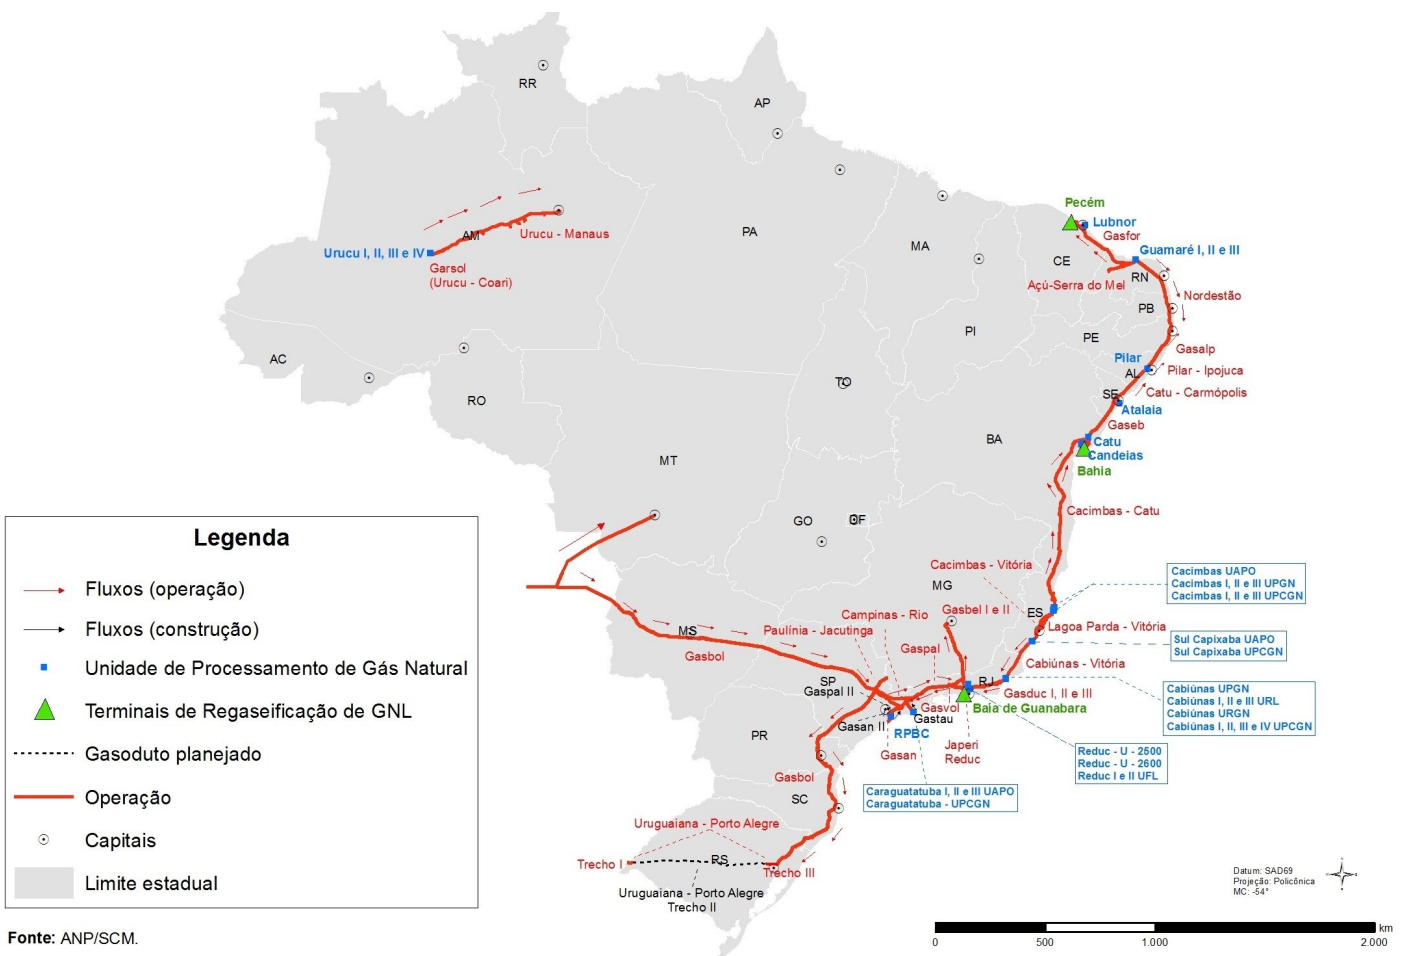 RR
AP
Pecém
Lubnor
Gasfor
Guamaré I, II e III
AM
Urucu - Manaus
PA
MA
CE
Urucu I, II, III e IV
Garsol
(Urucu - Coari)
Açú-Serra do Mel
RN
Nordestão
PB
PI
PE
AC
Gasalp
Pilar
AL
Pilar - Ipojuca
TO
SE
Catu - Carmópolis
RO
Atalaia
Gaseb
BA
Catu
Candeias
Bahia
MT
Cacimbas - Catu
GO
DF
Cacimbas - Vitória
Cacimbas UAPO
Cacimbas I, II e III UPGN
Cacimbas I, II e III UPCGN
MG
Gasbel I e II
Campinas - Rio
ES
Lagoa Parda - Vitória
Paulínia - Jacutinga
MS
Gasbol
Gaspal
Sul Capixaba UAPO
Sul Capixaba UPCGN
Cabiúnas - Vitória
SP
Gaspal II
RJ
Gasduc I, II e III
Gasvol
Baia de Guanabara
Gastau
Gasan II
RPBC
Cabiúnas UPGN
Cabiúnas I, II e III URL
Cabiúnas URGN
Cabiúnas I, II, III e IV UPCGN
PR
Gasan
Japeri
Reduc
Reduc - U - 2500
Reduc - U - 2600
Reduc I e II UFL
Gasbol
SC
Caraguatatuba I, II e III UAPO
Caraguatatuba - UPCGN
Uruguaiana - Porto Alegre
Trecho I
RS
Trecho III
Uruguaiana - Porto Alegre
Trecho II
Legenda
Fluxos (operação)
Fluxos (construção)
Unidade de Processamento de Gás Natural
Terminais de Regaseificação de GNL
Gasoduto planejado
Operação
Capitais
Limite estadual
Fonte: ANP/SCM.
Datum: SAD69
Projeção: Policônica
MC: -54°
0 500 1.000 2.000 km